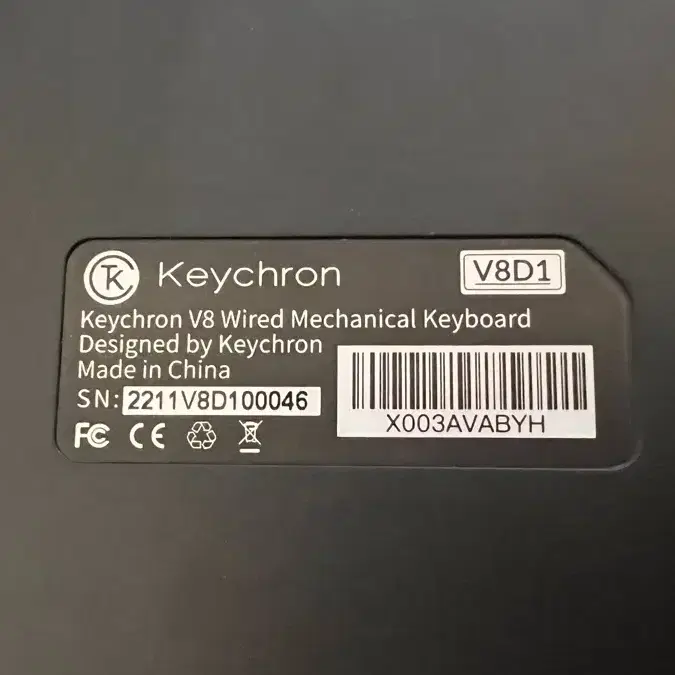 Keychron
V8D1
Keychron V8 Wired Mechanical Keyboard
Designed by Keychron
Made in China
SN: 2211V8D100046
X003AVABYH
FC CE